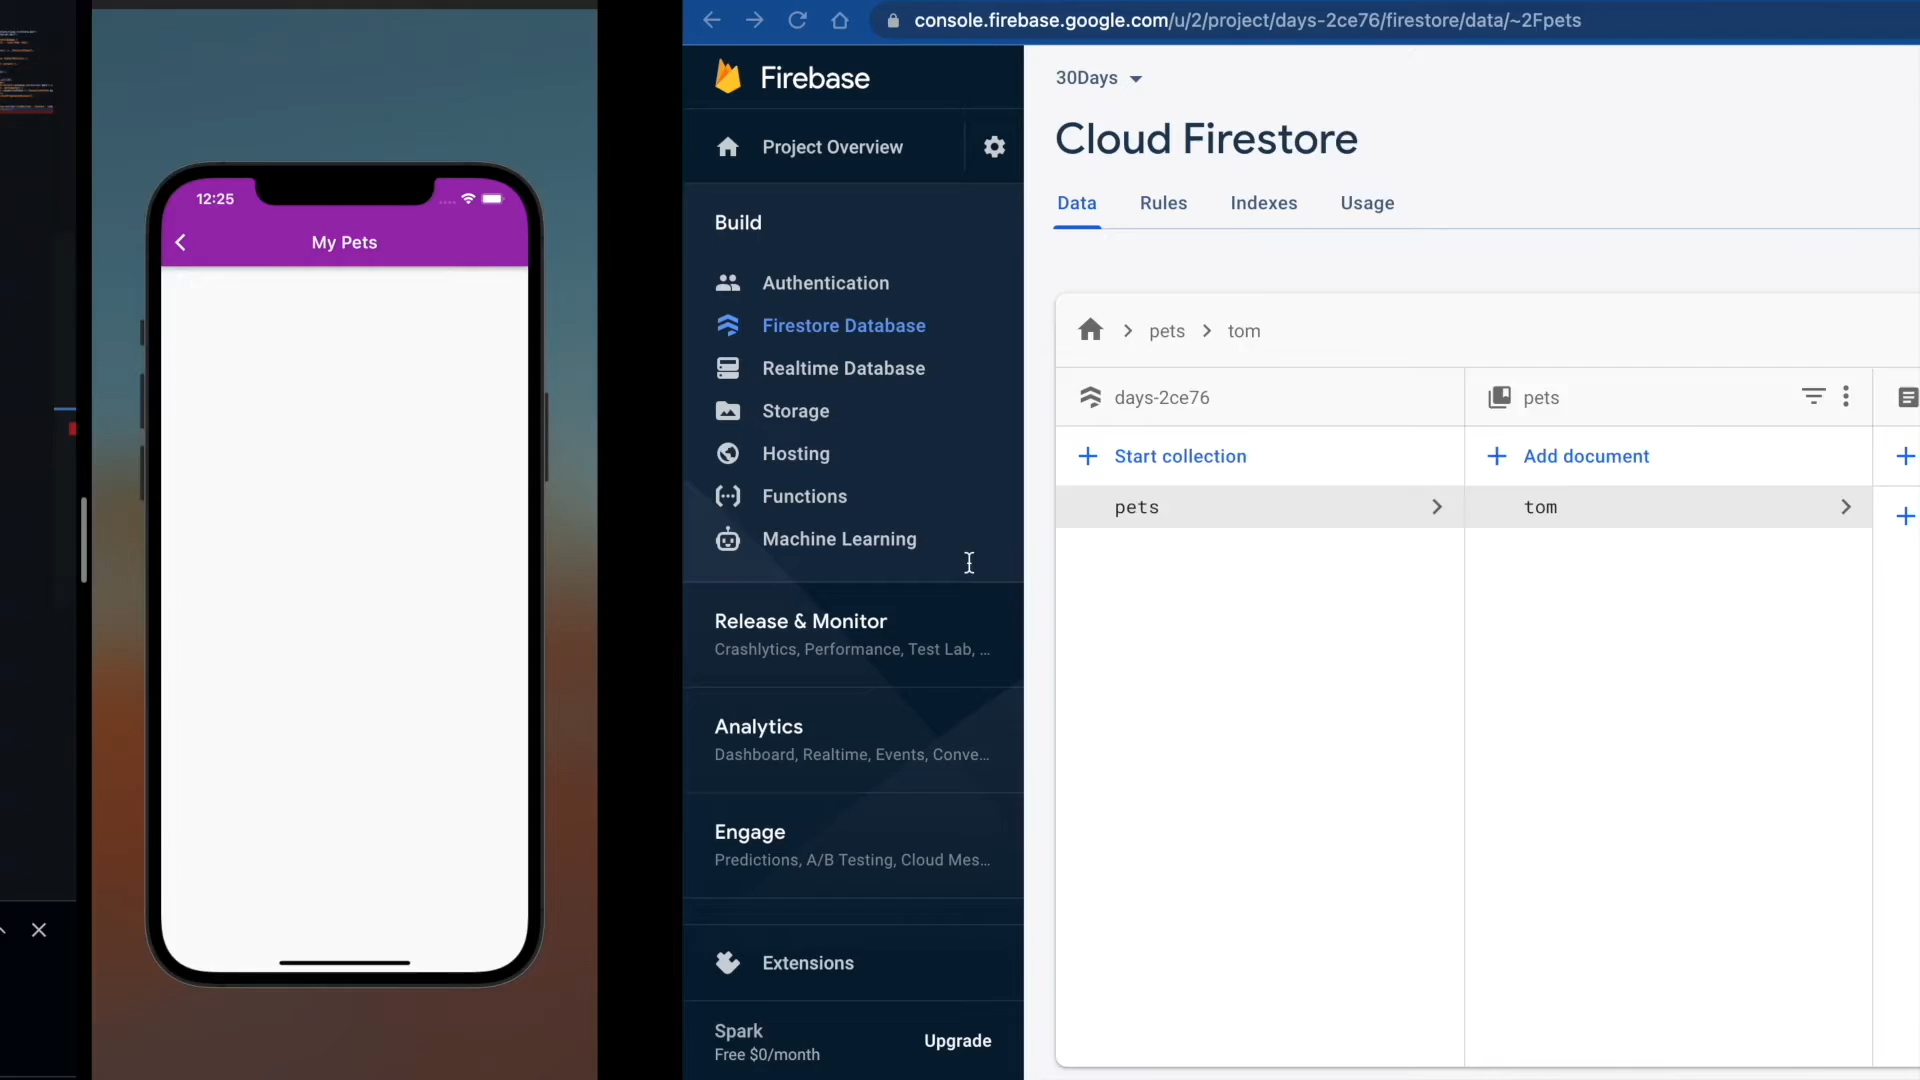 console.firebase.google.com/u/2/project/days-2ce76/firestore/data/~2Fpets
Firebase
Project Overview
Build
Authentication
Firestore Database
Realtime Database
Storage
Hosting
Functions
Machine Learning
Release & Monitor
Crashlytics, Performance, Test Lab, ...
Analytics
Dashboard, Realtime, Events, Conve...
Engage
Predictions, A/B Testing, Cloud Mes...
Extensions
Spark
Free $0/month
Upgrade
30Days
Cloud Firestore
Data Rules Indexes Usage
pets tom
days-2ce76
Start collection
pets
pets
Add document
tom
12:25
My Pets